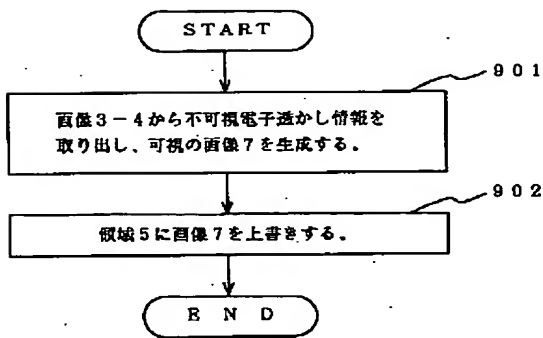 START
901
画像3-4から不可視電子透かし情報を
取り出し、可視の画像7を生成する。
902
領域5に画像7を上書きする。
END